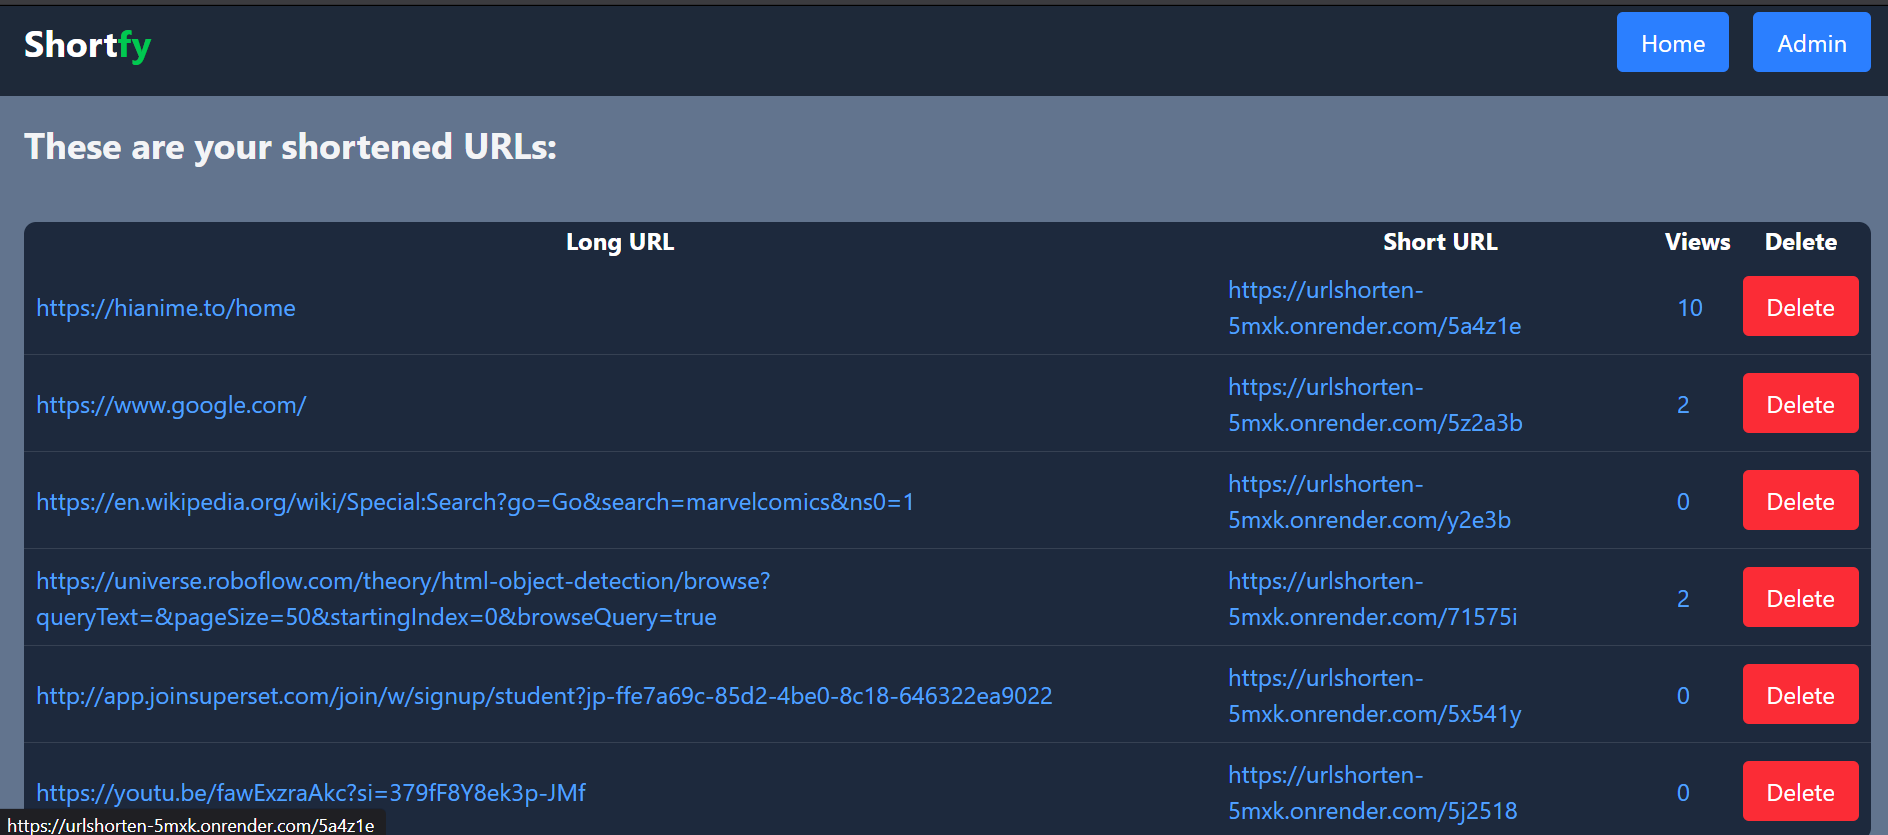 Shortfy
Home Admin
These are your shortened URLs:
Long URL Short URL Views Delete
https://hianime.to/home
https://urlshorten-
5mxk.onrender.com/5a4z1e
10
Delete
https://www.google.com/
https://urlshorten-
5mxk.onrender.com/5z2a3b
2
Delete
https://en.wikipedia.org/wiki/Special:Search?go=Go&search=marvelcomics&ns0=1
https://urlshorten-
5mxk.onrender.com/y2e3b
0
Delete
https://universe.roboflow.com/theory/html-object-detection/browse?
queryText=&pageSize=50&startingIndex=0&browseQuery=true
https://urlshorten-
5mxk.onrender.com/71575i
2
Delete
http://app.joinsuperset.com/join/w/signup/student?jp-ffe7a69c-85d2-4be0-8c18-646322ea9022
https://urlshorten-
5mxk.onrender.com/5x541y
0
Delete
https://youtu.be/fawExzraAkc?si=379fF8Y8ek3p-JMf
https://urlshorten-
5mxk.onrender.com/5j2518
0
Delete
https://urlshorten-5mxk.onrender.com/5a4z1e